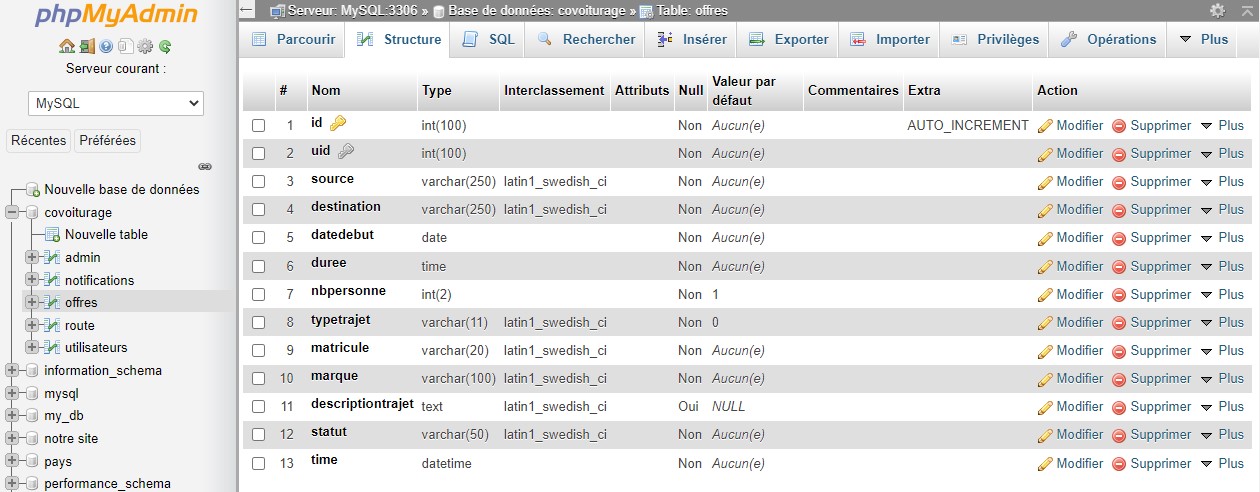 phpMyAdmin
Serveur courant :
MySQL
Récentes Préférées
Nouvelle base de données
covoiturage
Nouvelle table
admin
notifications
offres
route
utilisateurs
information_schema
mysql
my_db
notre site
pays
performance_schema
Serveur: MySQL:3306 » Base de données: covoiturage » Table: offres
Parcourir Structure SQL Rechercher Insérer Exporter Importer Privilèges Opérations Plus
# Nom Type Interclassement Attributs Null Valeur par défaut Commentaires Extra Action
1 id int(100) Non Aucun(e) AUTO_INCREMENT Modifier Supprimer Plus
2 uid int(100) Non Aucun(e) Modifier Supprimer Plus
3 source varchar(250) latin1_swedish_ci Non Aucun(e) Modifier Supprimer Plus
4 destination varchar(250) latin1_swedish_ci Non Aucun(e) Modifier Supprimer Plus
5 datedebut date Non Aucun(e) Modifier Supprimer Plus
6 duree time Non Aucun(e) Modifier Supprimer Plus
7 nbpersonne int(2) Non 1 Modifier Supprimer Plus
8 typetrajet varchar(11) latin1_swedish_ci Non 0 Modifier Supprimer Plus
9 matricule varchar(20) latin1_swedish_ci Non Aucun(e) Modifier Supprimer Plus
10 marque varchar(100) latin1_swedish_ci Non Aucun(e) Modifier Supprimer Plus
11 descriptiontrajet text latin1_swedish_ci Oui NULL Modifier Supprimer Plus
12 statut varchar(50) latin1_swedish_ci Non Aucun(e) Modifier Supprimer Plus
13 time datetime Non Aucun(e) Modifier Supprimer Plus